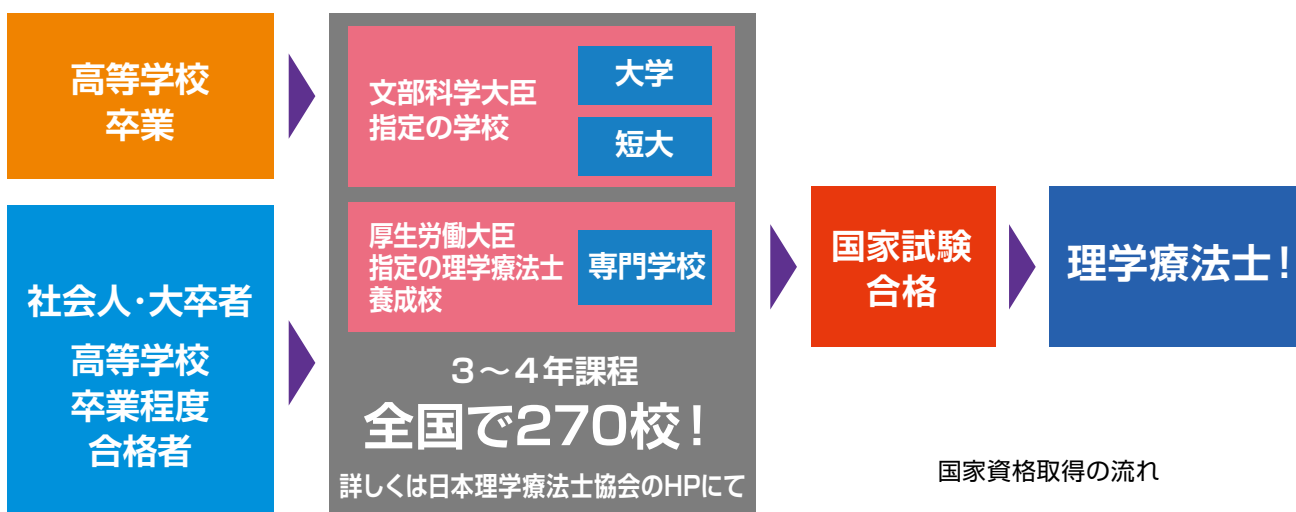 高等学校
卒業
社会人・大卒者
高等学校
卒業程度
合格者
文部科学大臣
指定の学校
大学
短大
厚生労働大臣
指定の理学療法士
養成校
専門学校
3～4年課程
全国で270校！
詳しくは日本理学療法士協会のHPにて
国家試験
合格
理学療法士！
国家資格取得の流れ